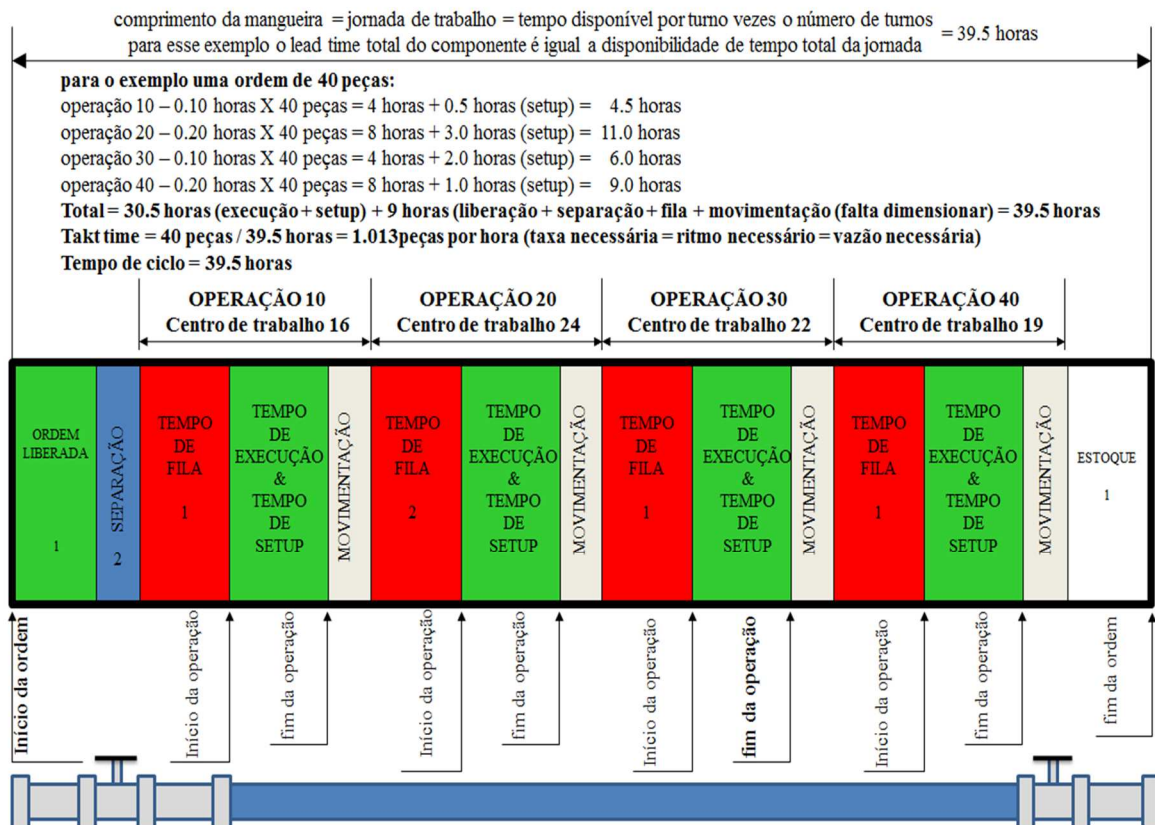 comprimento da mangueira = jornada de trabalho = tempo disponível por turno vezes o número de turnos
para esse exemplo o lead time total do componente é igual a disponibilidade de tempo total da jornada
= 39.5 horas
para o exemplo uma ordem de 40 peças:
operação 10 – 0.10 horas X 40 peças = 4 horas + 0.5 horas (setup) = 4.5 horas
operação 20 – 0.20 horas X 40 peças = 8 horas + 3.0 horas (setup) = 11.0 horas
operação 30 – 0.10 horas X 40 peças = 4 horas + 2.0 horas (setup) = 6.0 horas
operação 40 – 0.20 horas X 40 peças = 8 horas + 1.0 horas (setup) = 9.0 horas
Total = 30.5 horas (execução + setup) + 9 horas (liberação + separação + fila + movimentação (falta dimensionar) = 39.5 horas
Takt time = 40 peças / 39.5 horas = 1.013peças por hora (taxa necessária = ritmo necessário = vazão necessária)
Tempo de ciclo = 39.5 horas
OPERAÇÃO 10
Centro de trabalho 16
OPERAÇÃO 20
Centro de trabalho 24
OPERAÇÃO 30
Centro de trabalho 22
OPERAÇÃO 40
Centro de trabalho 19
ORDEM
LIBERADA
1
SEPARAÇÃO
2
TEMPO
DE
FILA
1
TEMPO
DE
EXECUÇÃO
&
TEMPO
DE
SETUP
MOVIMENTAÇÃO
TEMPO
DE
FILA
2
TEMPO
DE
EXECUÇÃO
&
TEMPO
DE
SETUP
MOVIMENTAÇÃO
TEMPO
DE
FILA
1
TEMPO
DE
EXECUÇÃO
&
TEMPO
DE
SETUP
MOVIMENTAÇÃO
TEMPO
DE
FILA
1
TEMPO
DE
EXECUÇÃO
&
TEMPO
DE
SETUP
MOVIMENTAÇÃO
ESTOQUE
1
Início da ordem
Início da operação
fim da operação
Início da operação
fim da operação
Início da operação
fim da operação
Início da operação
fim da operação
fim da ordem